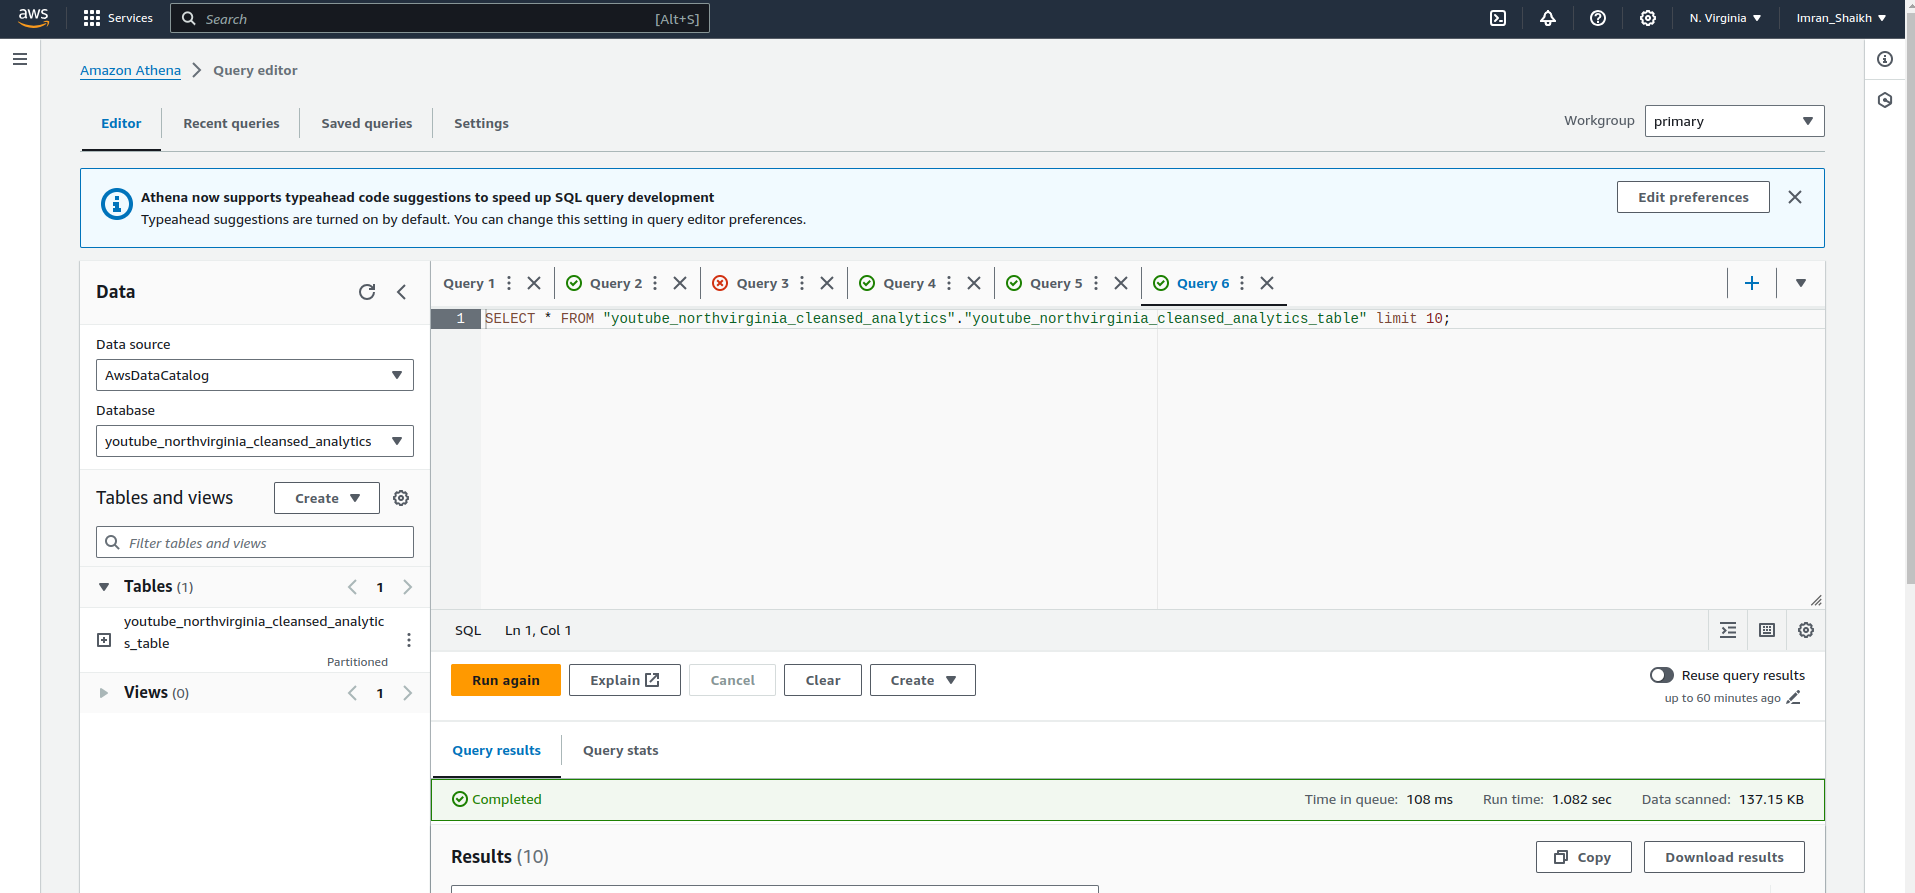 aws
Services
Search [Alt+S]
N. Virginia
Imran_Shaikh
Amazon Athena
Query editor
Editor
Recent queries
Saved queries
Settings
Workgroup
primary
Athena now supports typeahead code suggestions to speed up SQL query development
Typeahead suggestions are turned on by default. You can change this setting in query editor preferences.
Edit preferences
Data
Data source
AwsDataCatalog
Database
youtube_northvirginia_cleansed_analytics
Tables and views
Create
Filter tables and views
Tables (1)
1
youtube_northvirginia_cleansed_analytic
s_table
Partitioned
Views (0)
1
Query 1
Query 2
Query 3
Query 4
Query 5
Query 6
1 SELECT * FROM "youtube_northvirginia_cleansed_analytics"."youtube_northvirginia_cleansed_analytics_table" limit 10;
SQL
Ln 1, Col 1
Run again
Explain
Cancel
Clear
Create
Reuse query results
up to 60 minutes ago
Query results
Query stats
Completed
Time in queue: 108 ms
Run time: 1.082 sec
Data scanned: 137.15 KB
Results (10)
Copy
Download results